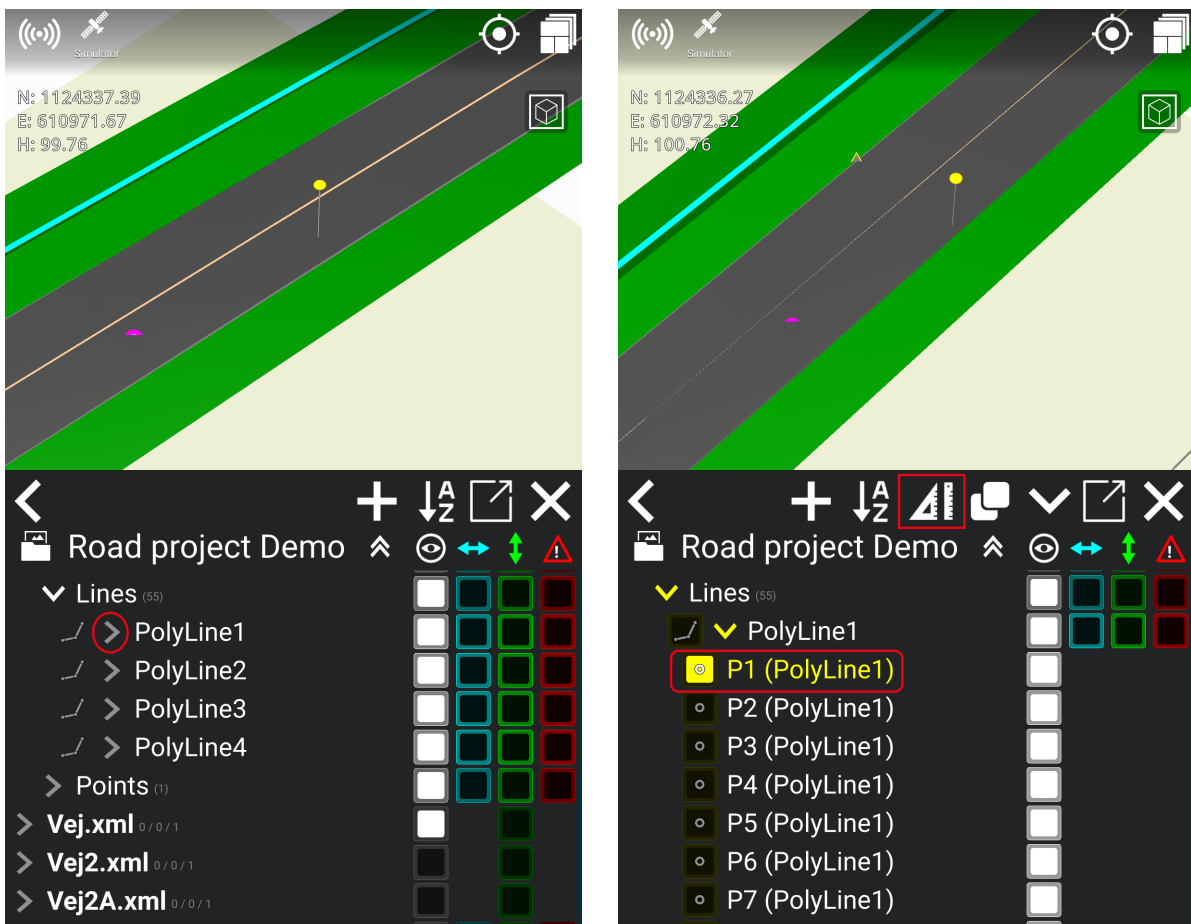 Simulator
N: 1124337.39
E: 610971.67
H: 99.76
A
Z
Road project Demo
Lines (55)
PolyLine1
PolyLine2
PolyLine3
PolyLine4
Points (1)
Vej.xml 0/0/1
Vej2.xml 0/0/1
Vej2A.xml 0/0/1
Simulator
N: 1124336.27
E: 610972.32
H: 100.76
A
Z
Road project Demo
Lines (55)
PolyLine1
P1 (PolyLine1)
P2 (PolyLine1)
P3 (PolyLine1)
P4 (PolyLine1)
P5 (PolyLine1)
P6 (PolyLine1)
P7 (PolyLine1)